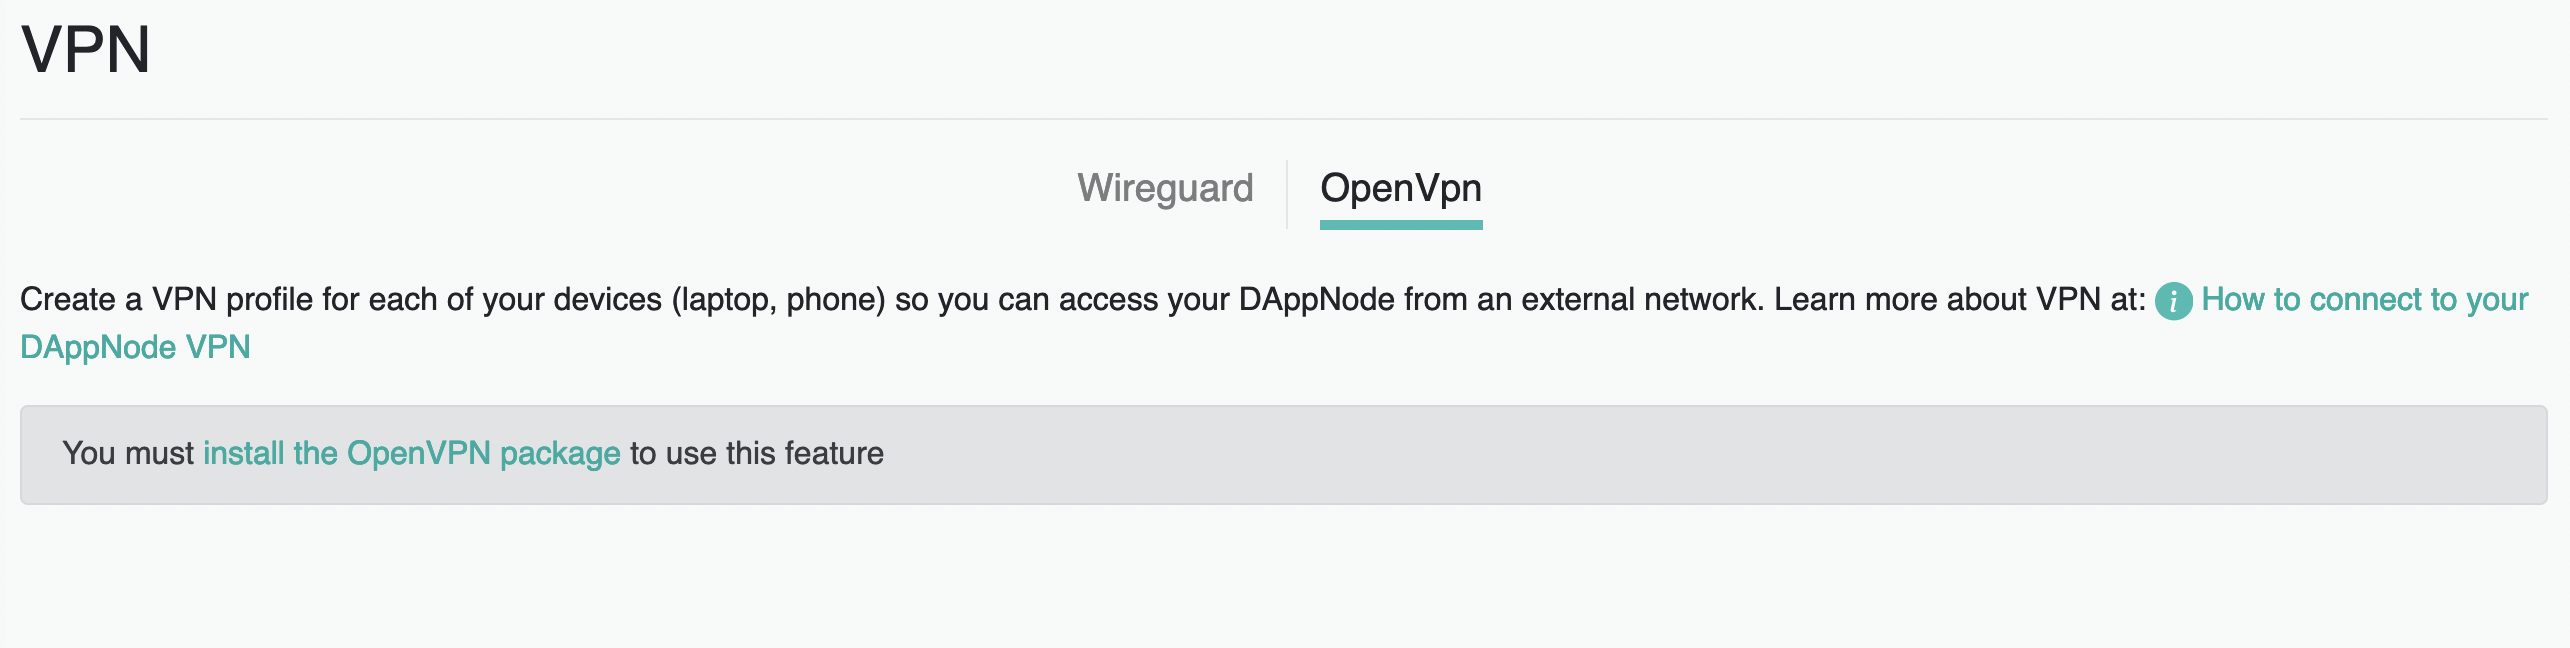 VPN
Wireguard
OpenVpn
Create a VPN profile for each of your devices (laptop, phone) so you can access your DAppNode from an external network. Learn more about VPN at: i How to connect to your
DAppNode VPN
You must install the OpenVPN package to use this feature